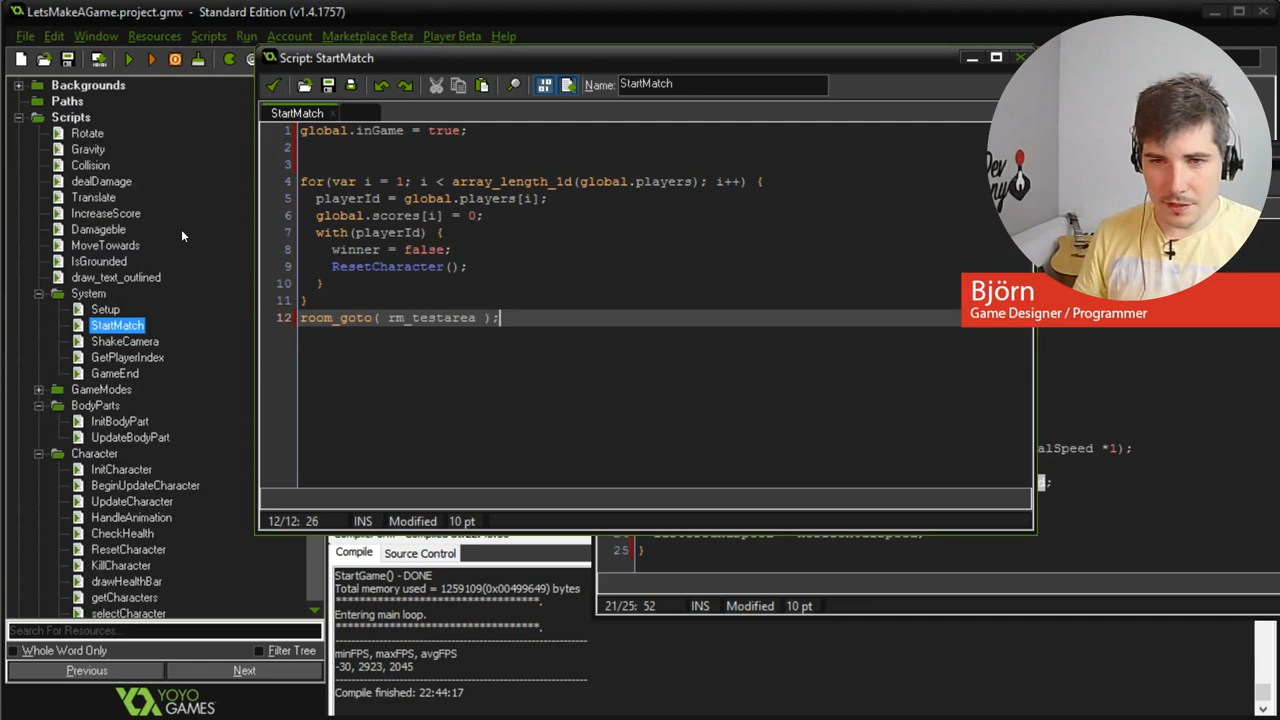 LetsMakeAGame.project.gmx - Standard Edition (v1.4.1757)
File Edit Window Resources Scripts Run Account Marketplace Beta Player Beta Help
Backgrounds
Paths
Scripts
Rotate
Gravity
Collision
dealDamage
Translate
IncreaseScore
Damageble
MoveTowards
IsGrounded
draw_text_outlined
System
Setup
StartMatch
ShakeCamera
GetPlayerIndex
GameEnd
GameModes
BodyParts
InitBodyPart
UpdateBodyPart
Character
InitCharacter
BeginUpdateCharacter
UpdateCharacter
HandleAnimation
CheckHealth
ResetCharacter
KillCharacter
drawHealthBar
getCharacters
selectCharacter
Search For Resources...
Whole Word Only Filter Tree
Previous Next
YOYO
GAMES
Script: StartMatch
Name: StartMatch
StartMatch
1 global.inGame = true;
2
3
4 for(var i = 1; i < array_length_1d(global.players); i++) {
5 playerId = global.players[i];
6 global.scores[i] = 0;
7 with(playerId) {
8 winner = false;
9 ResetCharacter();
10 }
11 }
12 room_goto( rm_testarea );
12/12: 26 INS Modified 10 pt
Björn
Game Designer / Programmer
alSpeed *1);
;
25 }
21/25: 52 INS Modified 10 pt
Compile Source Control
StartGame() - DONE
Total memory used = 1259109(0x00499649) bytes
Entering main loop.
minFPS, maxFPS, avgFPS
-30, 2923, 2045
Compile finished: 22:44:17